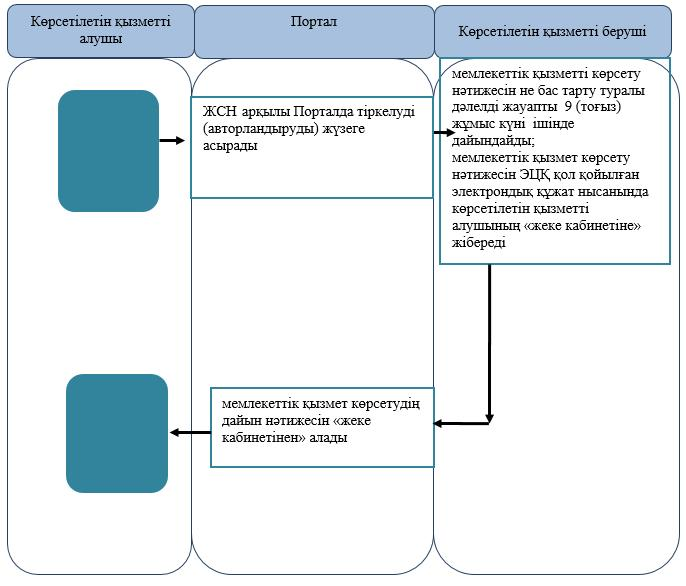 Көрсетілетін қызметті
алушы
Портал
Көрсетілетін қызметті беруші
ЖСН арқылы Порталда тіркелуді
(авторландыруды) жүзеге
асырады
мемлекеттік қызметті көрсету
нәтижесін не бас тарту туралы
дәлелді жауапты 9 (тоғыз)
жұмыс күні ішінде
дайындайды;
мемлекеттік қызмет көрсету
нәтижесін ЭЦҚ қол қойылған
электрондық құжат нысанында
көрсетілетін қызметті
алушының «жеке кабинетіне»
жібереді
мемлекеттік қызмет көрсетудің
дайын нәтижесін «жеке
кабинетінен» алады